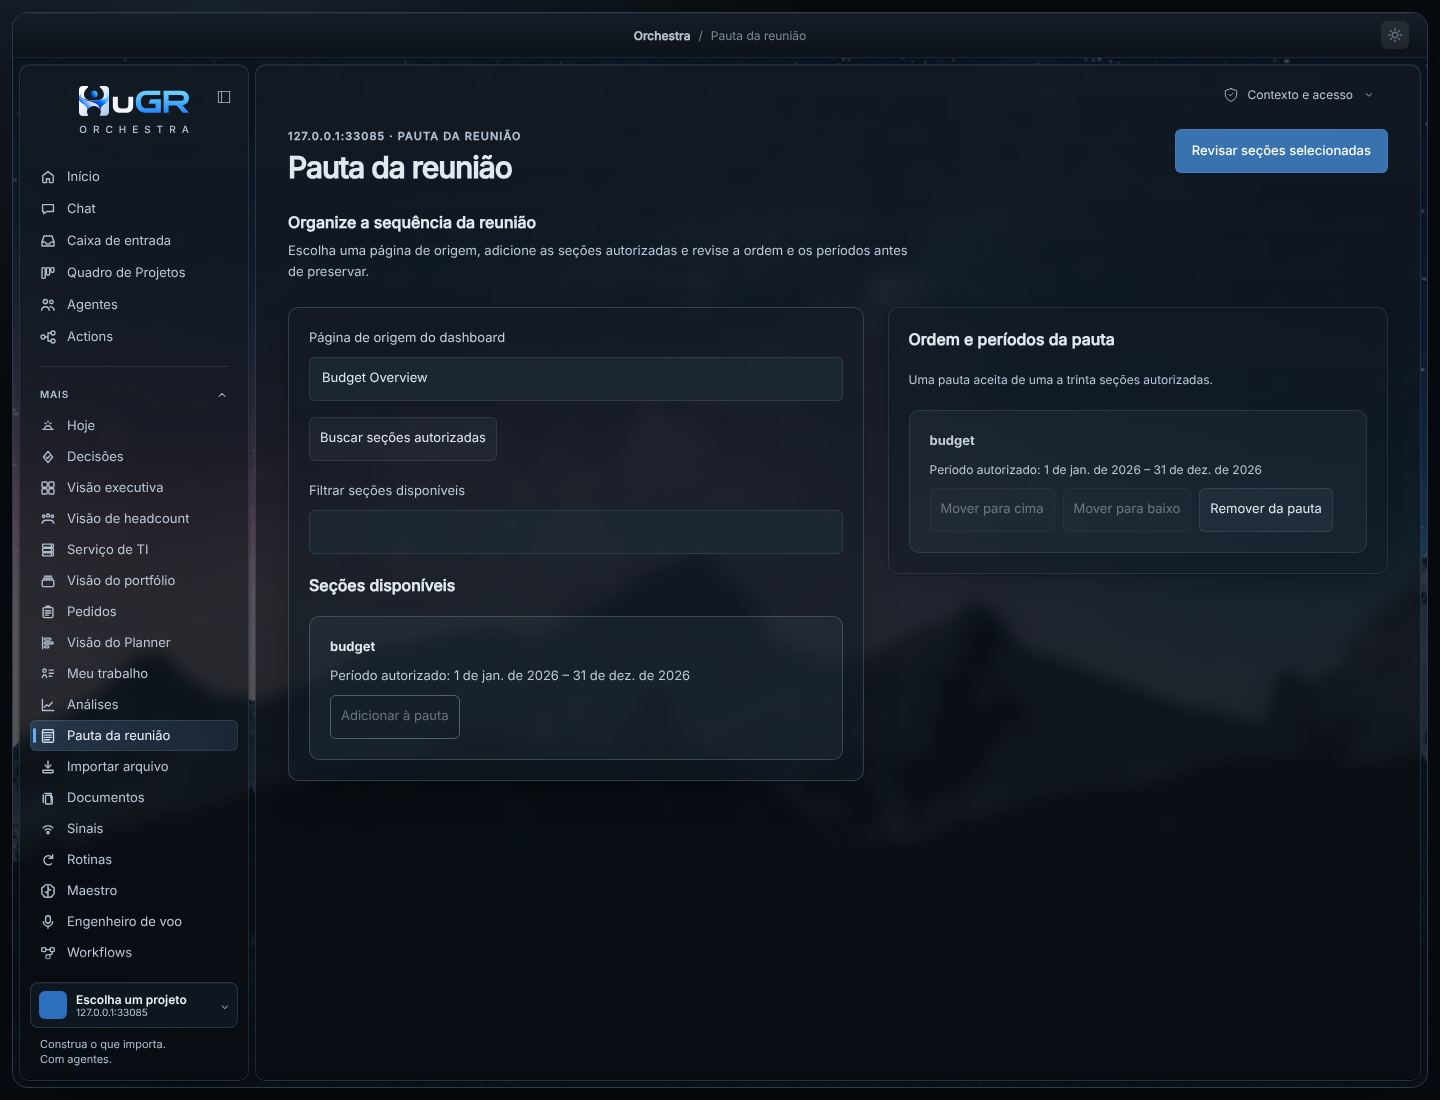 Orchestra / Pauta da reunião
HuGR
ORCHESTRA
Início
Chat
Caixa de entrada
Quadro de Projetos
Agentes
Actions
MAIS
Hoje
Decisões
Visão executiva
Visão de headcount
Serviço de TI
Visão do portfólio
Pedidos
Visão do Planner
Meu trabalho
Análises
Pauta da reunião
Importar arquivo
Documentos
Sinais
Rotinas
Maestro
Engenheiro de voo
Workflows
Escolha um projeto
127.0.0.1:33085
Construa o que importa.
Com agentes.
Contexto e acesso
127.0.0.1:33085 · PAUTA DA REUNIÃO
Pauta da reunião
Revisar seções selecionadas
Organize a sequência da reunião
Escolha uma página de origem, adicione as seções autorizadas e revise a ordem e os períodos antes
de preservar.
Página de origem do dashboard
Budget Overview
Buscar seções autorizadas
Filtrar seções disponíveis
Seções disponíveis
budget
Período autorizado: 1 de jan. de 2026 – 31 de dez. de 2026
Adicionar à pauta
Ordem e períodos da pauta
Uma pauta aceita de uma a trinta seções autorizadas.
budget
Período autorizado: 1 de jan. de 2026 – 31 de dez. de 2026
Mover para cima
Mover para baixo
Remover da pauta